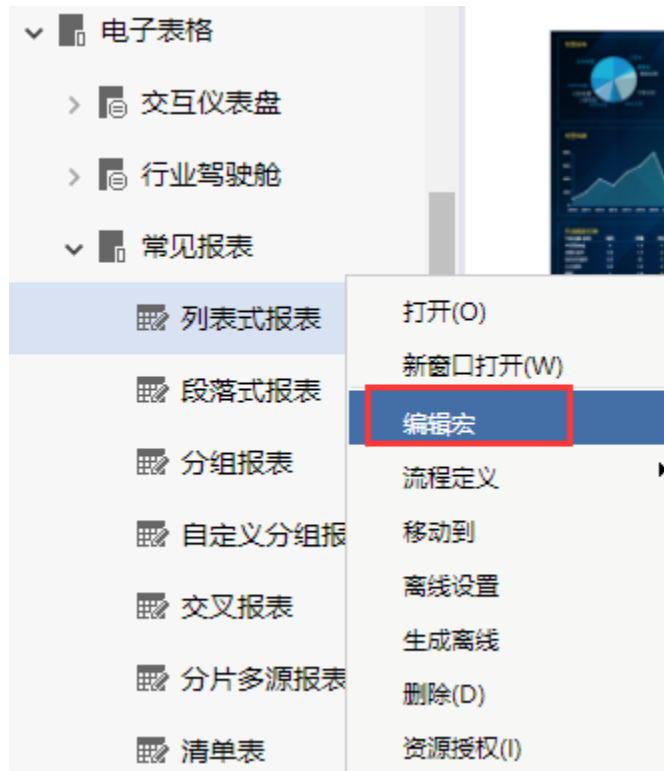 电子表格
交互仪表盘
行业驾驶舱
常见报表
列表式报表
段落式报表
分组报表
自定义分组报
交叉报表
分片多源报表
清单表
打开(O)
新窗口打开(W)
编辑宏
流程定义
移动到
离线设置
生成离线
删除(D)
资源授权(I)